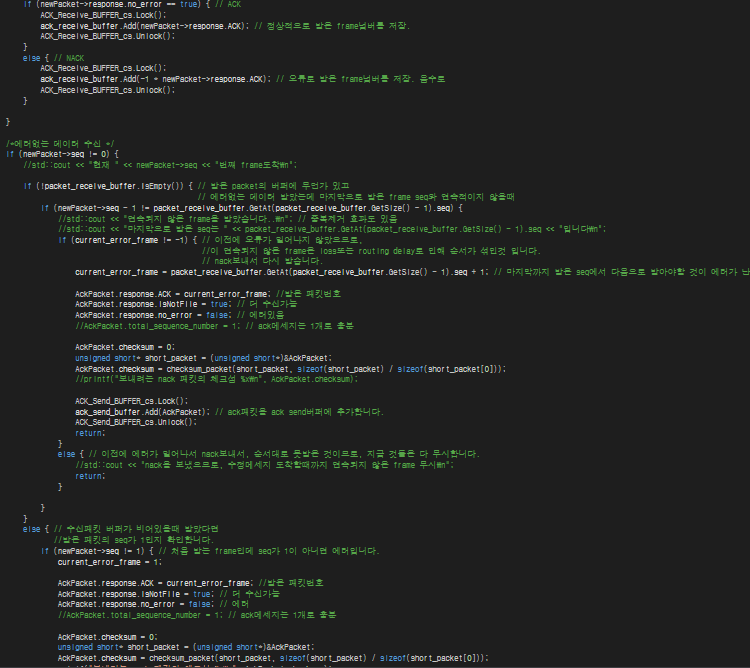 if (newPacket->response.no_error == true) { // ACK
ACK_Receive_BUFFER_cs.Lock();
ack_receive_buffer.Add(newPacket->response.ACK); // 정상적으로 받은 frame넘버를 저장.
ACK_Receive_BUFFER_cs.Unlock();
}
else { // NACK
ACK_Receive_BUFFER_cs.Lock();
ack_receive_buffer.Add(-1 * newPacket->response.ACK); // 오류로 받은 frame넘버를 저장. 음수로
ACK_Receive_BUFFER_cs.Unlock();
}
}
/*에러없는 데이터 수신 */
if (newPacket->seq != 0) {
//std::cout << "현재 " << newPacket->seq << "번째 frame도착\n";
if (!packet_receive_buffer.IsEmpty()) { // 받은 packet의 버퍼에 무언가 있고
// 에러없는 데이터 받았는데 마지막으로 받은 frame seq와 연속적이지 않을때
if (newPacket->seq - 1 != packet_receive_buffer.GetAt(packet_receive_buffer.GetSize() - 1).seq) {
//std::cout << "연속되지 않은 frame을 받았습니다..\n"; // 중복제거 효과도 있음
//std::cout << "마지막으로 받은 seq는 " << packet_receive_buffer.GetAt(packet_receive_buffer.GetSize() - 1).seq << "입니다\n";
if (current_error_frame != -1) { // 이전에 오류가 일어나지 않았으므로,
//이 연속되지 않은 frame은 loss또는 routing delay로 인해 순서가 섞인것 입니다.
// nack보내서 다시 받습니다.
current_error_frame = packet_receive_buffer.GetAt(packet_receive_buffer.GetSize() - 1).seq + 1; // 마지막까지 받은 seq에서 다음으로 받아야할 것이 에러가 난
AckPacket.response.ACK = current_error_frame; //받은 패킷번호
AckPacket.response.isNotFile = true; // 더 수신가능
AckPacket.response.no_error = false; // 에러있음
//AckPacket.total_sequence_number = 1; // ack메세지는 1개로 충분
AckPacket.checksum = 0;
unsigned short* short_packet = (unsigned short*)&AckPacket;
AckPacket.checksum = checksum_packet(short_packet, sizeof(short_packet) / sizeof(short_packet[0]));
//printf("보내려는 nack 패킷의 체크섬 %x\n", AckPacket.checksum);
ACK_Send_BUFFER_cs.Lock();
ack_send_buffer.Add(AckPacket); // ack패킷을 ack send버퍼에 추가합니다.
ACK_Send_BUFFER_cs.Unlock();
return;
}
else { // 이전에 에러가 일어나서 nack보내서, 순서대로 못받은 것이므로, 지금 것들은 다 무시합니다.
//std::cout << "nack을 보냈으므로, 수정메세지 도착할때까지 연속되지 않은 frame 무시\n";
return;
}
}
}
else { // 수신패킷 버퍼가 비어있을때 받았다면
//받은 패킷의 seq가 1인지 확인합니다.
if (newPacket->seq != 1) { // 처음 받는 frame인데 seq가 1이 아니면 에러입니다.
current_error_frame = 1;
AckPacket.response.ACK = current_error_frame; //받은 패킷번호
AckPacket.response.isNotFile = true; // 더 수신가능
AckPacket.response.no_error = false; // 에러
//AckPacket.total_sequence_number = 1; // ack메세지는 1개로 충분
AckPacket.checksum = 0;
unsigned short* short_packet = (unsigned short*)&AckPacket;
AckPacket.checksum = checksum_packet(short_packet, sizeof(short_packet) / sizeof(short_packet[0]));